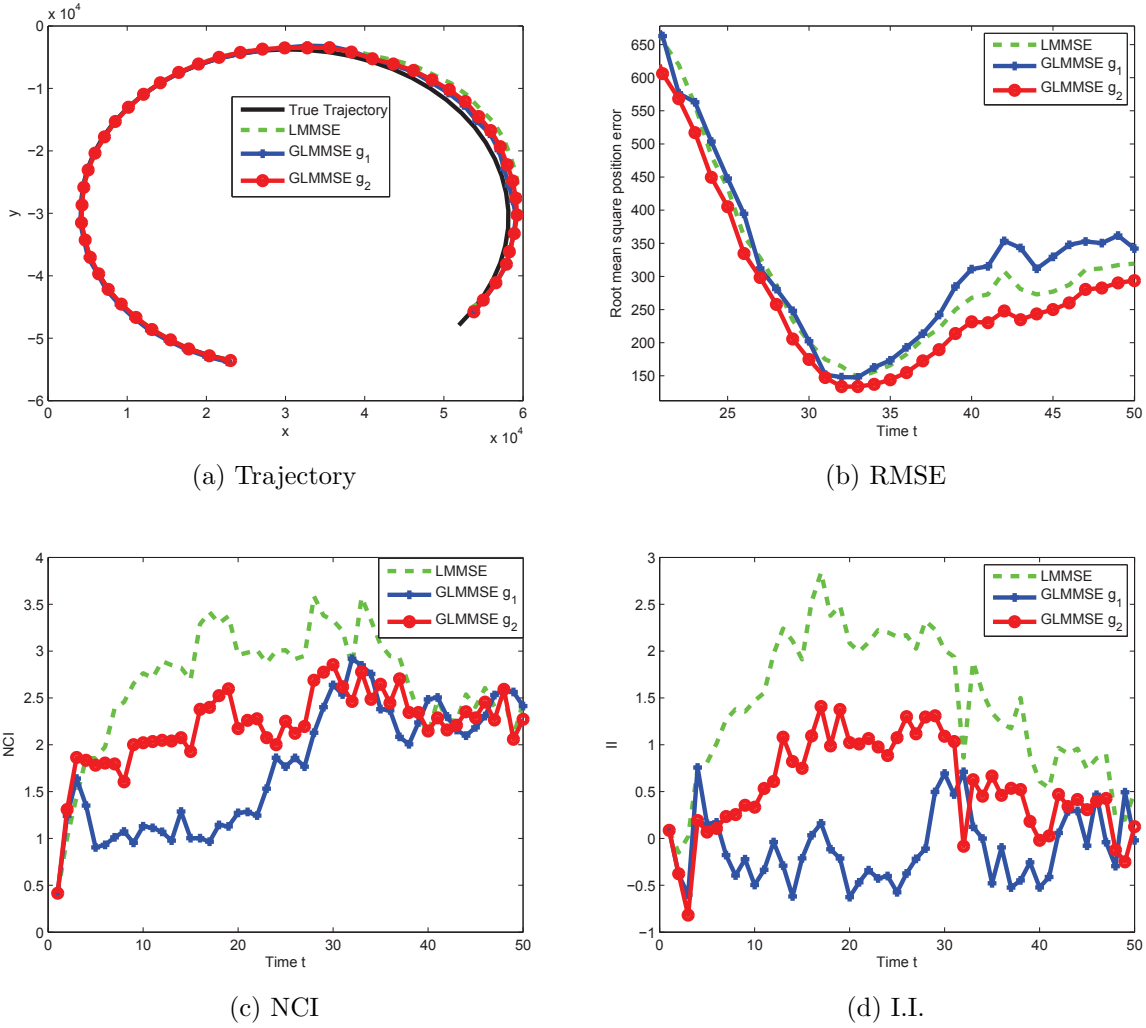 x 10⁴
0
−1
−2
−3
−4
−5
−6
y
0
1
2
3
4
5
6
x
x 10⁴
True Trajectory
LMMSE
GLMMSE g₁
GLMMSE g₂
(a) Trajectory
650
600
550
500
450
400
350
300
250
200
150
Root mean square position error
25
30
35
40
45
50
Time t
LMMSE
GLMMSE g₁
GLMMSE g₂
(b) RMSE
4
3.5
3
2.5
2
1.5
1
0.5
0
NCI
0
10
20
30
40
50
Time t
LMMSE
GLMMSE g₁
GLMMSE g₂
(c) NCI
3
2.5
2
1.5
1
0.5
0
−0.5
−1
II
0
10
20
30
40
50
Time t
LMMSE
GLMMSE g₁
GLMMSE g₂
(d) I.I.